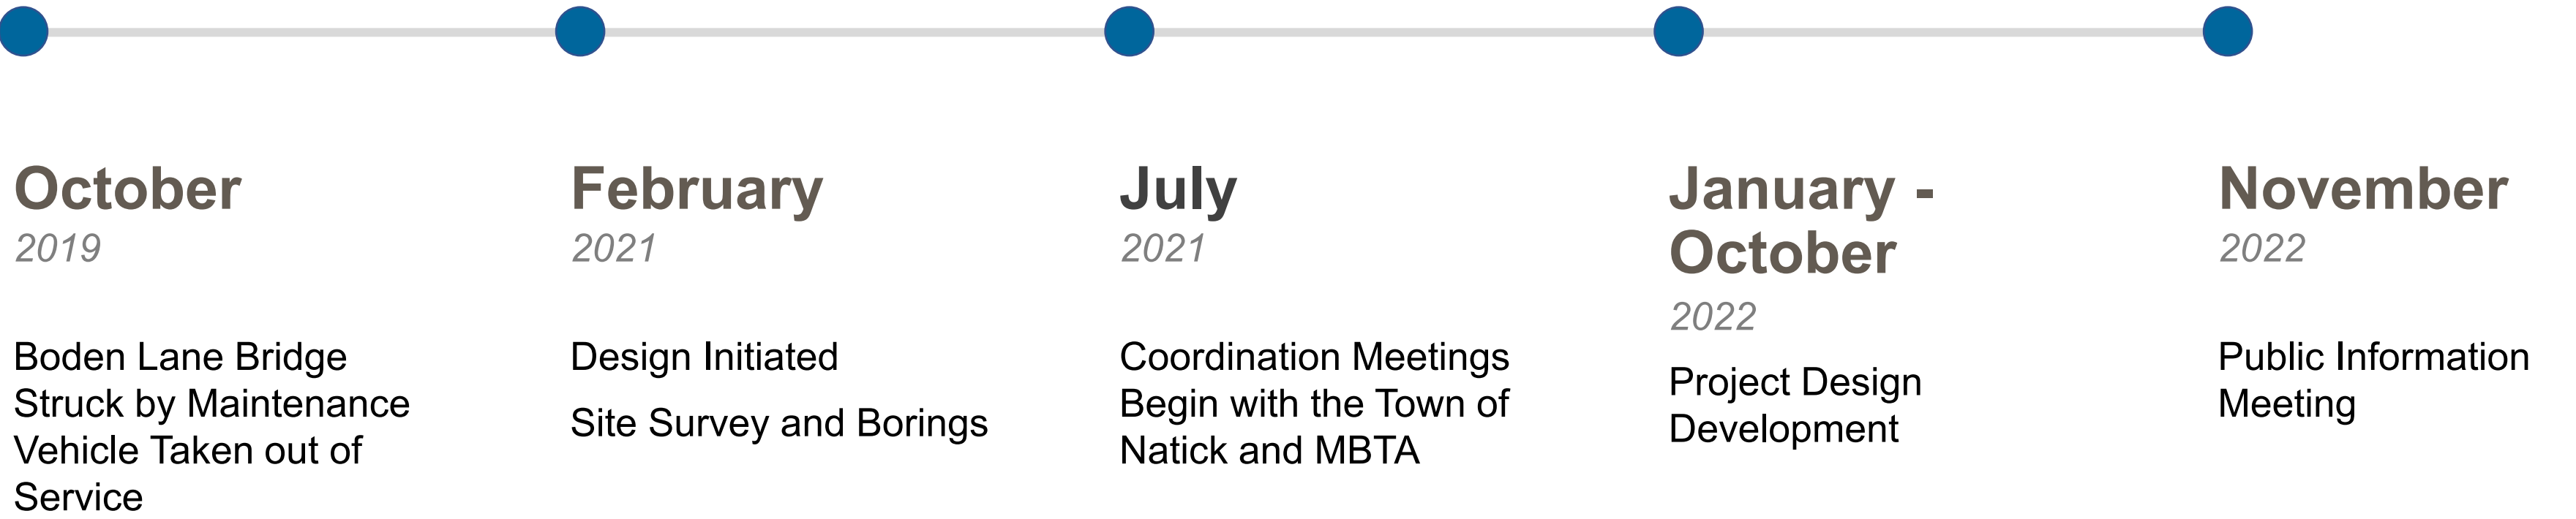 October
2019
Boden Lane Bridge
Struck by Maintenance
Vehicle Taken out of
Service
February
2021
Design Initiated
Site Survey and Borings
July
2021
Coordination Meetings
Begin with the Town of
Natick and MBTA
January -
October
2022
Project Design
Development
November
2022
Public Information
Meeting